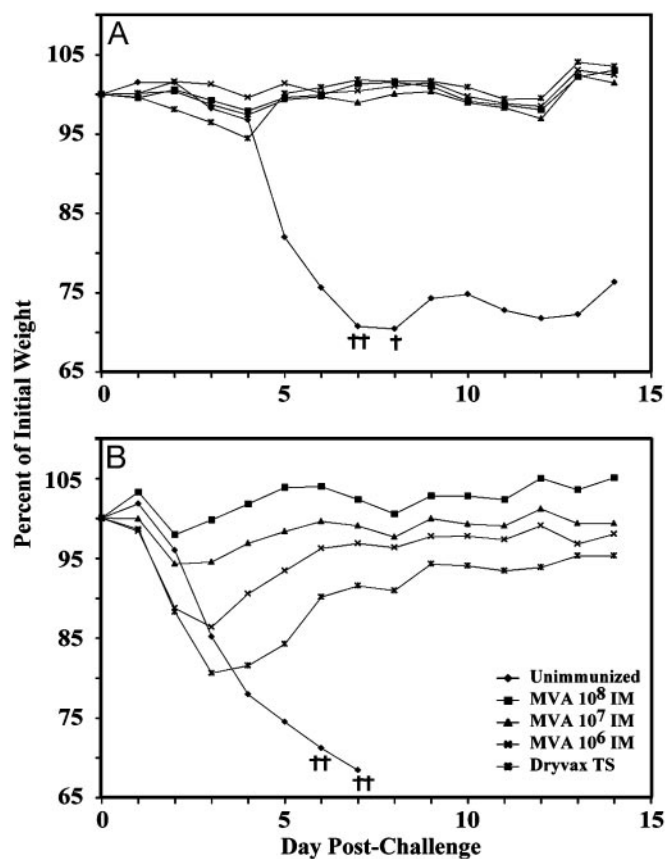 A
105
95
85
75
65
††
†
0
5
10
15
Percent of Initial Weight
B
105
95
85
75
65
††
††
Unimmunized
MVA 10⁸ IM
MVA 10⁷ IM
MVA 10⁶ IM
Dryvax TS
0
5
10
15
Day Post-Challenge